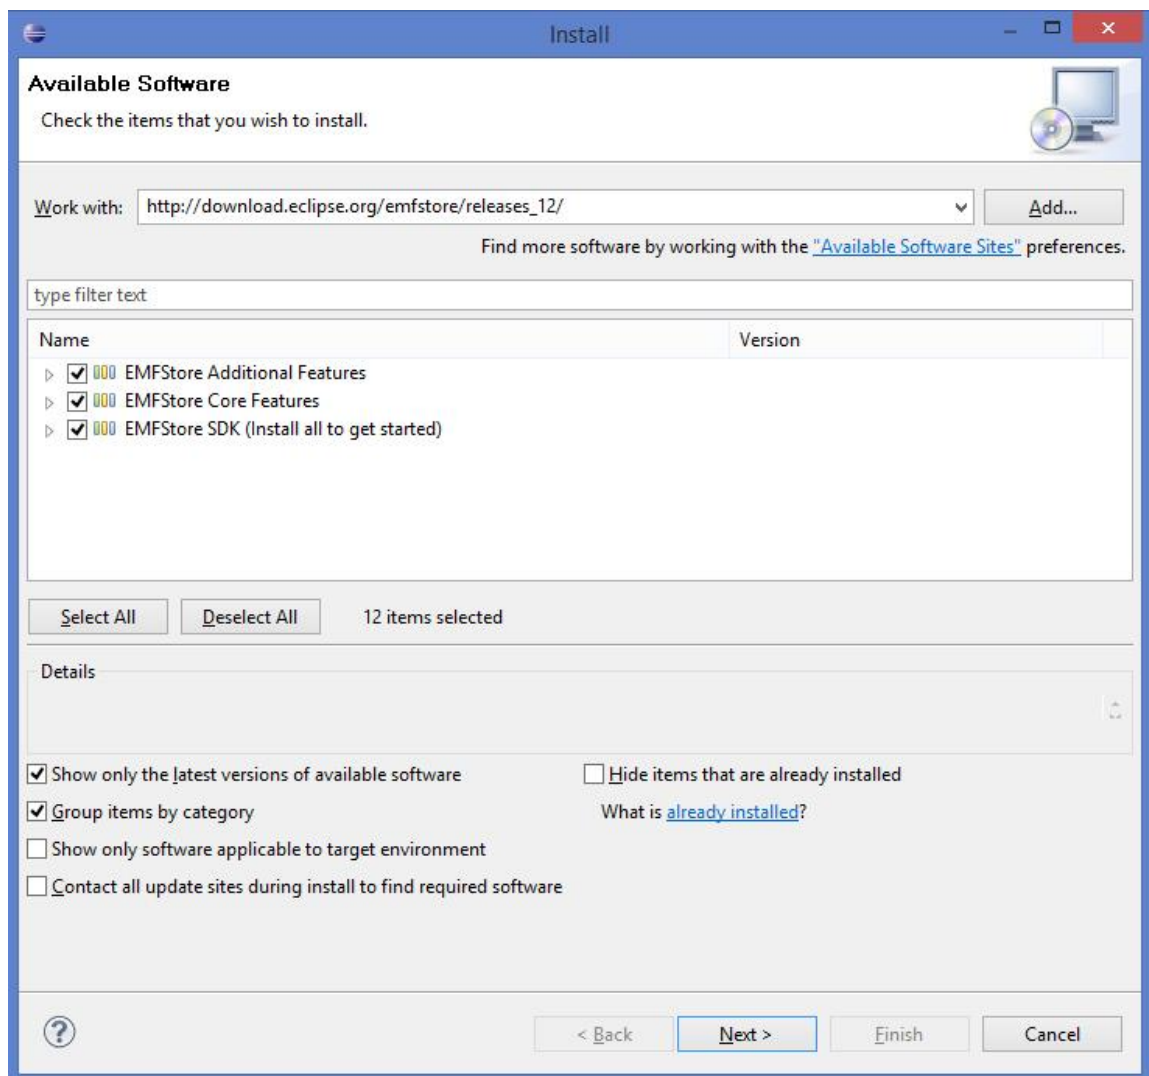 Install
Available Software
Check the items that you wish to install.
Work with: http://download.eclipse.org/emfstore/releases_12/ Add...
Find more software by working with the "Available Software Sites" preferences.
type filter text
Name Version
EMFStore Additional Features
EMFStore Core Features
EMFStore SDK (Install all to get started)
Select All Deselect All 12 items selected
Details
Show only the latest versions of available software Hide items that are already installed
Group items by category What is already installed?
Show only software applicable to target environment
Contact all update sites during install to find required software
? < Back Next > Finish Cancel